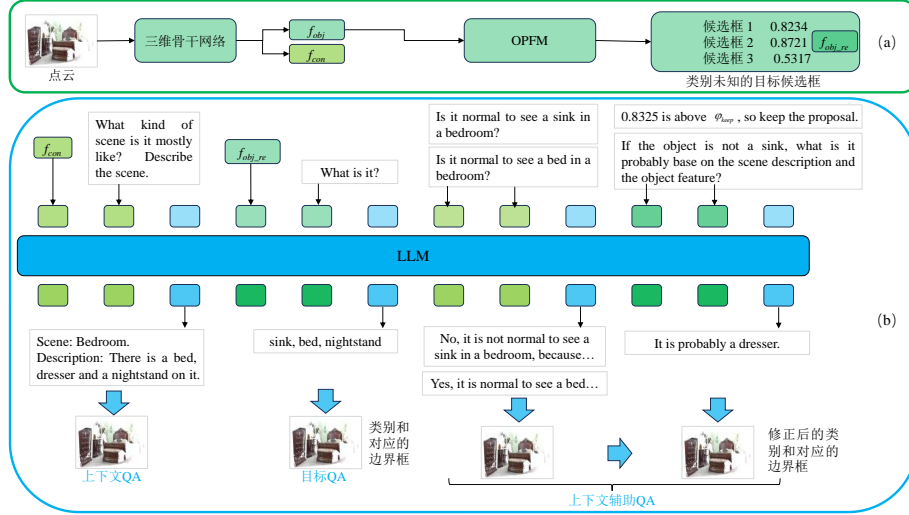 点云
三维骨干网络
f_obj
f_con
OPFM
候选框 1 0.8234
候选框 2 0.8721
候选框 3 0.5317
f_obj_re
类别未知的目标候选框
(a)
f_con
What kind of
scene is it mostly
like? Describe
the scene.
f_obj_re
What is it?
Is it normal to see a sink in
a bedroom?
Is it normal to see a bed in a
bedroom?
0.8325 is above φ_keep , so keep the proposal.
If the object is not a sink, what is it
probably base on the scene description and
the object feature?
LLM
(b)
Scene: Bedroom.
Description: There is a bed,
dresser and a nightstand on it.
sink, bed, nightstand
No, it is not normal to see a
sink in a bedroom, because…
Yes, it is normal to see a bed…
It is probably a dresser.
上下文QA
类别和
对应的
边界框
目标QA
修正后的类
别和对应的
边界框
上下文辅助QA